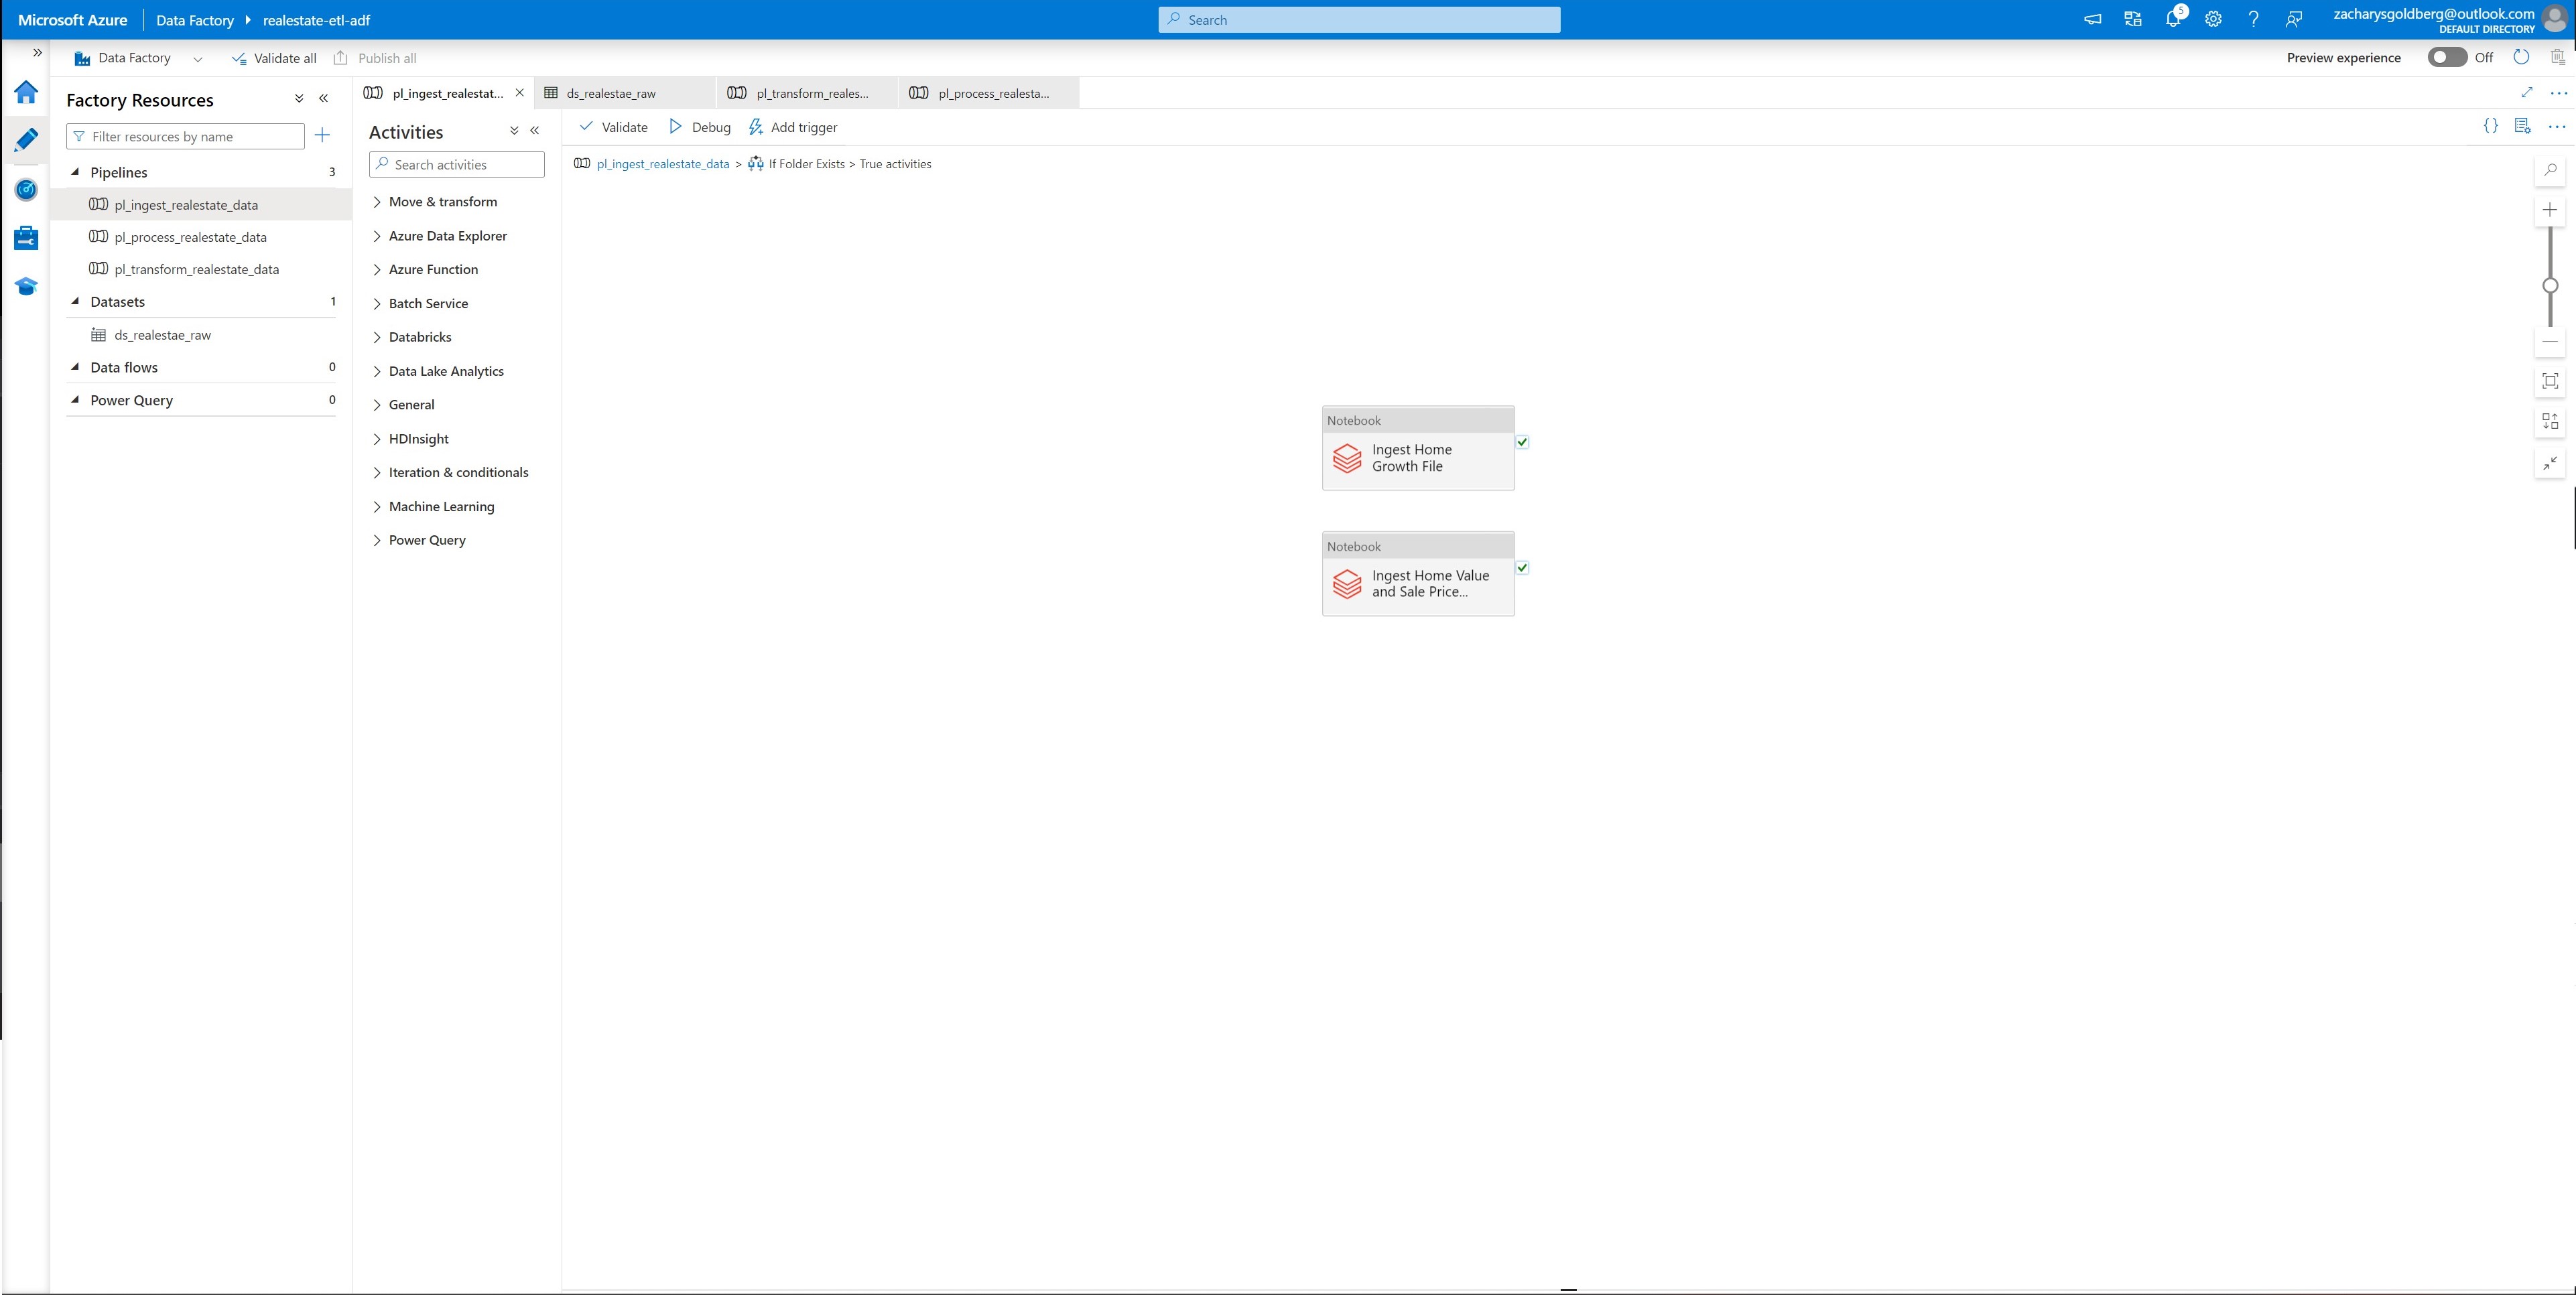 Microsoft Azure Data Factory realestate-etl-adf Search 5 zacharysgoldberg@outlook.com
DEFAULT DIRECTORY
Data Factory Validate all Publish all Preview experience Off
Factory Resources
Filter resources by name
Pipelines 3
pl_ingest_realestate_data
pl_process_realestate_data
pl_transform_realestate_data
Datasets 1
ds_realestae_raw
Data flows 0
Power Query 0
pl_ingest_realestat... ds_realestae_raw pl_transform_reales... pl_process_realesta...
Activities
Search activities
Move & transform
Azure Data Explorer
Azure Function
Batch Service
Databricks
Data Lake Analytics
General
HDInsight
Iteration & conditionals
Machine Learning
Power Query
Validate Debug Add trigger
pl_ingest_realestate_data > If Folder Exists > True activities
Notebook
Ingest Home
Growth File
Notebook
Ingest Home Value
and Sale Price...